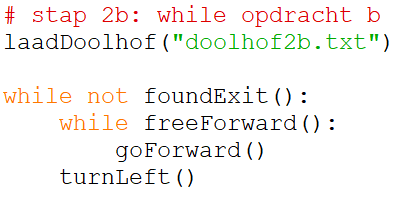 # stap 2b: while opdracht b
laadDoolhof("doolhof2b.txt")

while not foundExit():
    while freeForward():
        goForward()
    turnLeft()